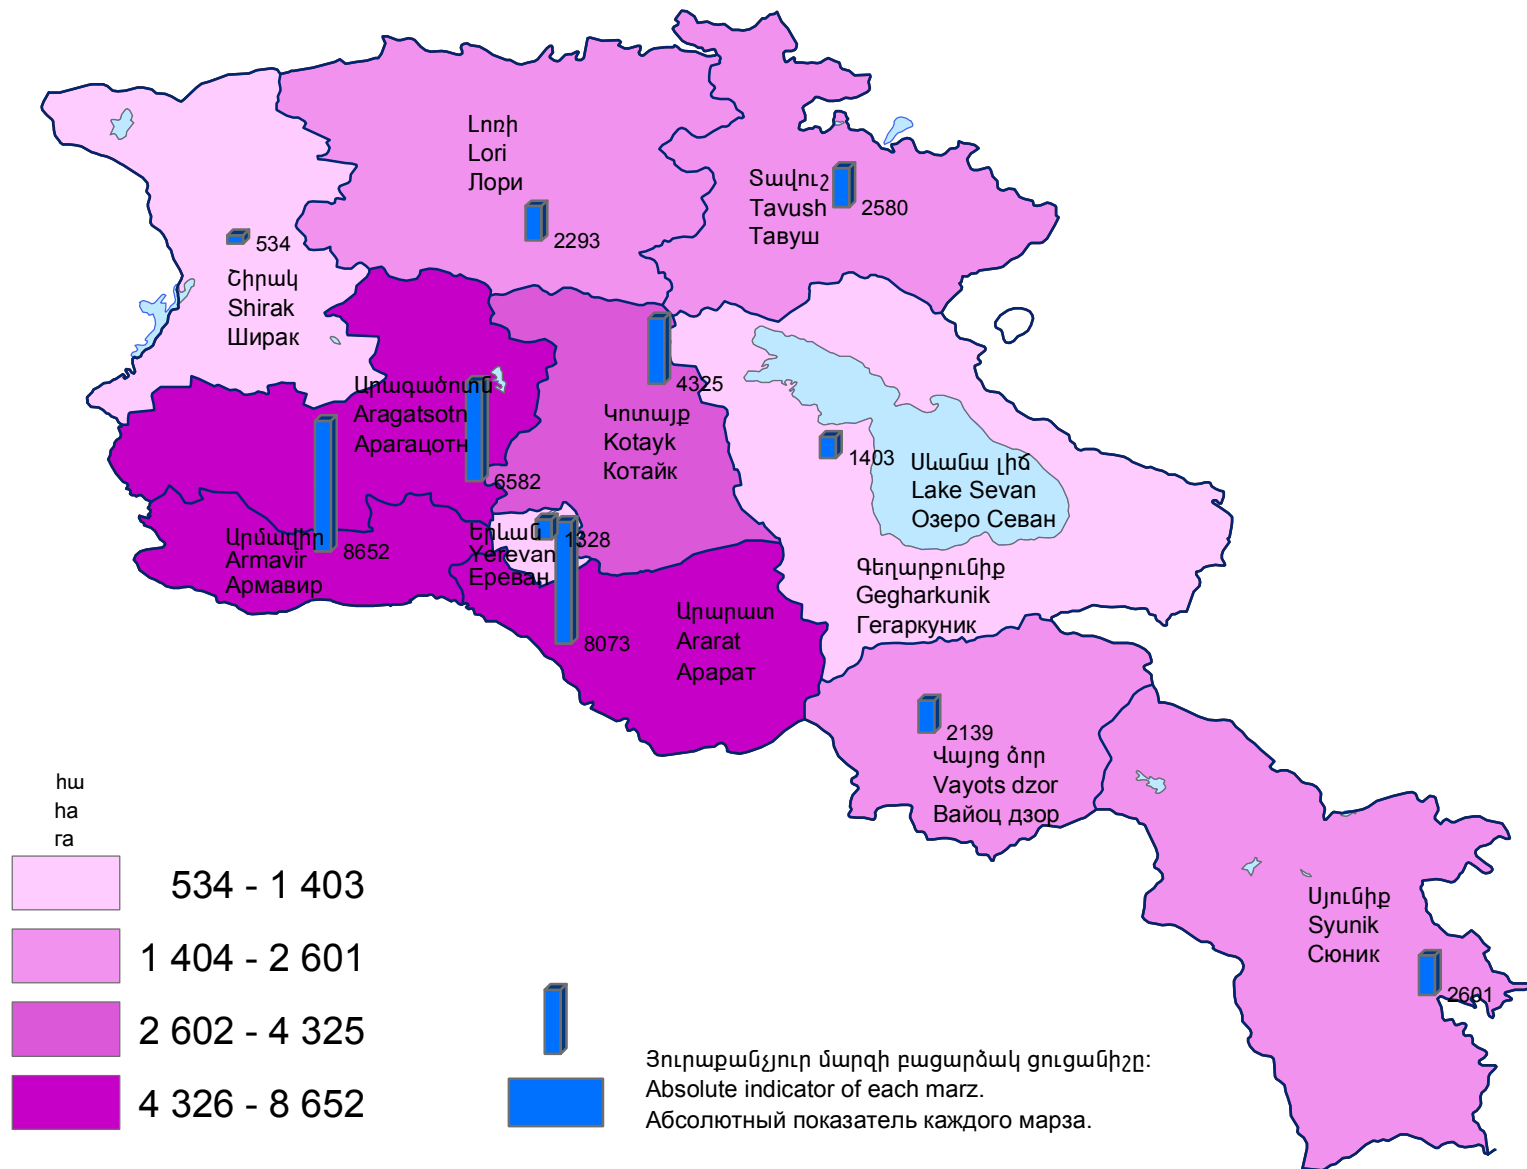 Լոռի
Lori
Лори
2293
Տավուշ
Tavush
Тавуш
2580
534
Շիրակ
Shirak
Ширак
Արագածոտն
Aragatsotn
Арагацотн
6582
4325
Կոտայք
Kotayk
Котайк
1403
Սևանա լիճ
Lake Sevan
Озеро Севан
Գեղարքունիք
Gegharkunik
Гегаркуник
Արմավիր
Armavir
Армавир
8652
Երևան
Yerevan
Ереван
1328
8073
Արարատ
Ararat
Арарат
2139
Վայոց ձոր
Vayots dzor
Вайоц дзор
Սյունիք
Syunik
Сюник
2601
հա
ha
га
534 - 1 403
1 404 - 2 601
2 602 - 4 325
4 326 - 8 652
Յուրաքանչյուր մարզի բացարձակ ցուցանիշը:
Absolute indicator of each marz.
Абсолютный показатель каждого марза.